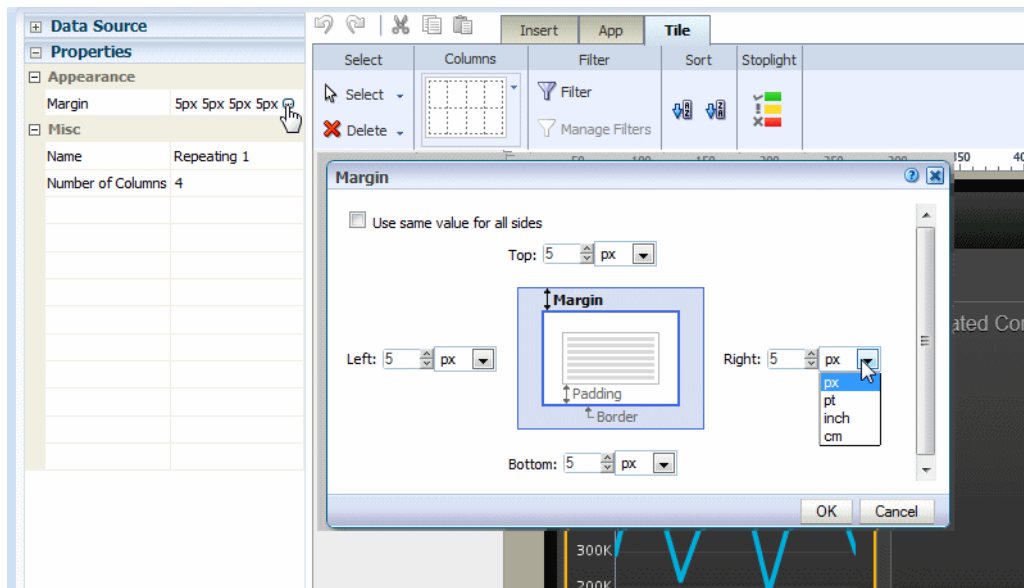 Data Source
Properties
Appearance
Margin 5px 5px 5px 5px
Misc
Name Repeating 1
Number of Columns 4
Insert App Tile
Select Columns Filter Sort Stoplight
Select
Delete
Filter
Manage Filters
A Z Z A
50 100 150 200 250 300 350
Margin
Use same value for all sides
Top: 5 px
Margin
Left: 5 px
Right: 5 px
px
pt
inch
cm
Padding
Border
Bottom: 5 px
OK Cancel
300K
200K